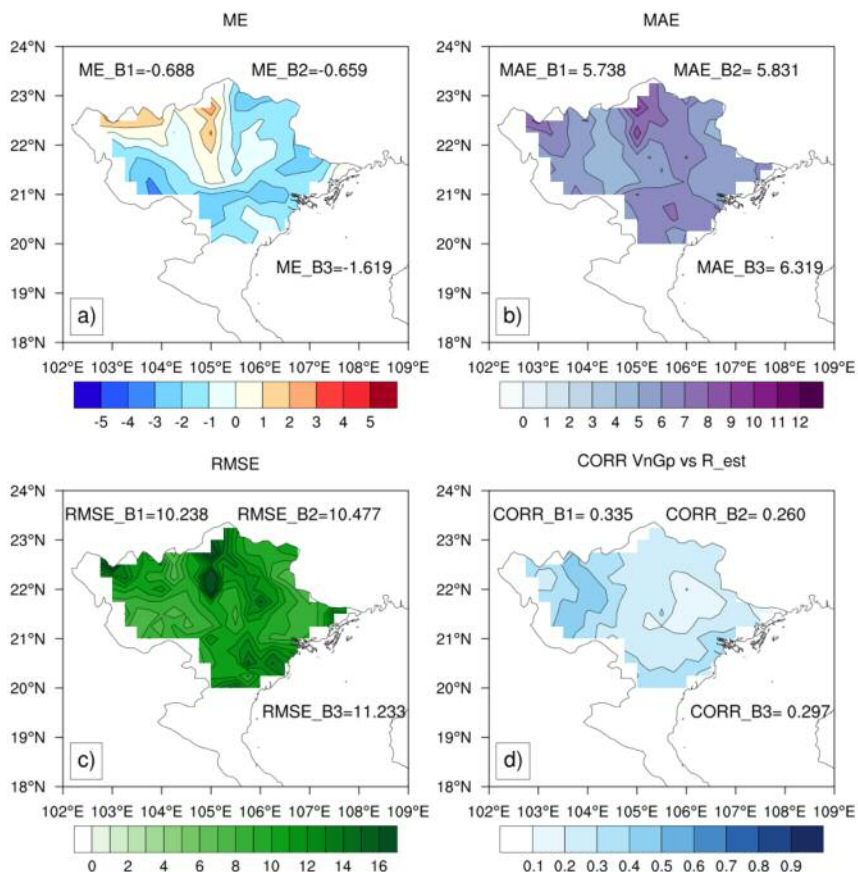 ME
MAE
24°N
23°N
22°N
21°N
20°N
19°N
18°N
ME_B1=-0.688
ME_B2=-0.659
ME_B3=-1.619
a)
102°E 103°E 104°E 105°E 106°E 107°E 108°E 109°E
-5 -4 -3 -2 -1 0 1 2 3 4 5
24°N
23°N
22°N
21°N
20°N
19°N
18°N
MAE_B1= 5.738
MAE_B2= 5.831
MAE_B3= 6.319
b)
102°E 103°E 104°E 105°E 106°E 107°E 108°E 109°E
0 1 2 3 4 5 6 7 8 9 10 11 12
RMSE
CORR VnGp vs R_est
24°N
23°N
22°N
21°N
20°N
19°N
18°N
RMSE_B1=10.238
RMSE_B2=10.477
RMSE_B3=11.233
c)
102°E 103°E 104°E 105°E 106°E 107°E 108°E 109°E
0 2 4 6 8 10 12 14 16
24°N
23°N
22°N
21°N
20°N
19°N
18°N
CORR_B1= 0.335
CORR_B2= 0.260
CORR_B3= 0.297
d)
102°E 103°E 104°E 105°E 106°E 107°E 108°E 109°E
0.1 0.2 0.3 0.4 0.5 0.6 0.7 0.8 0.9